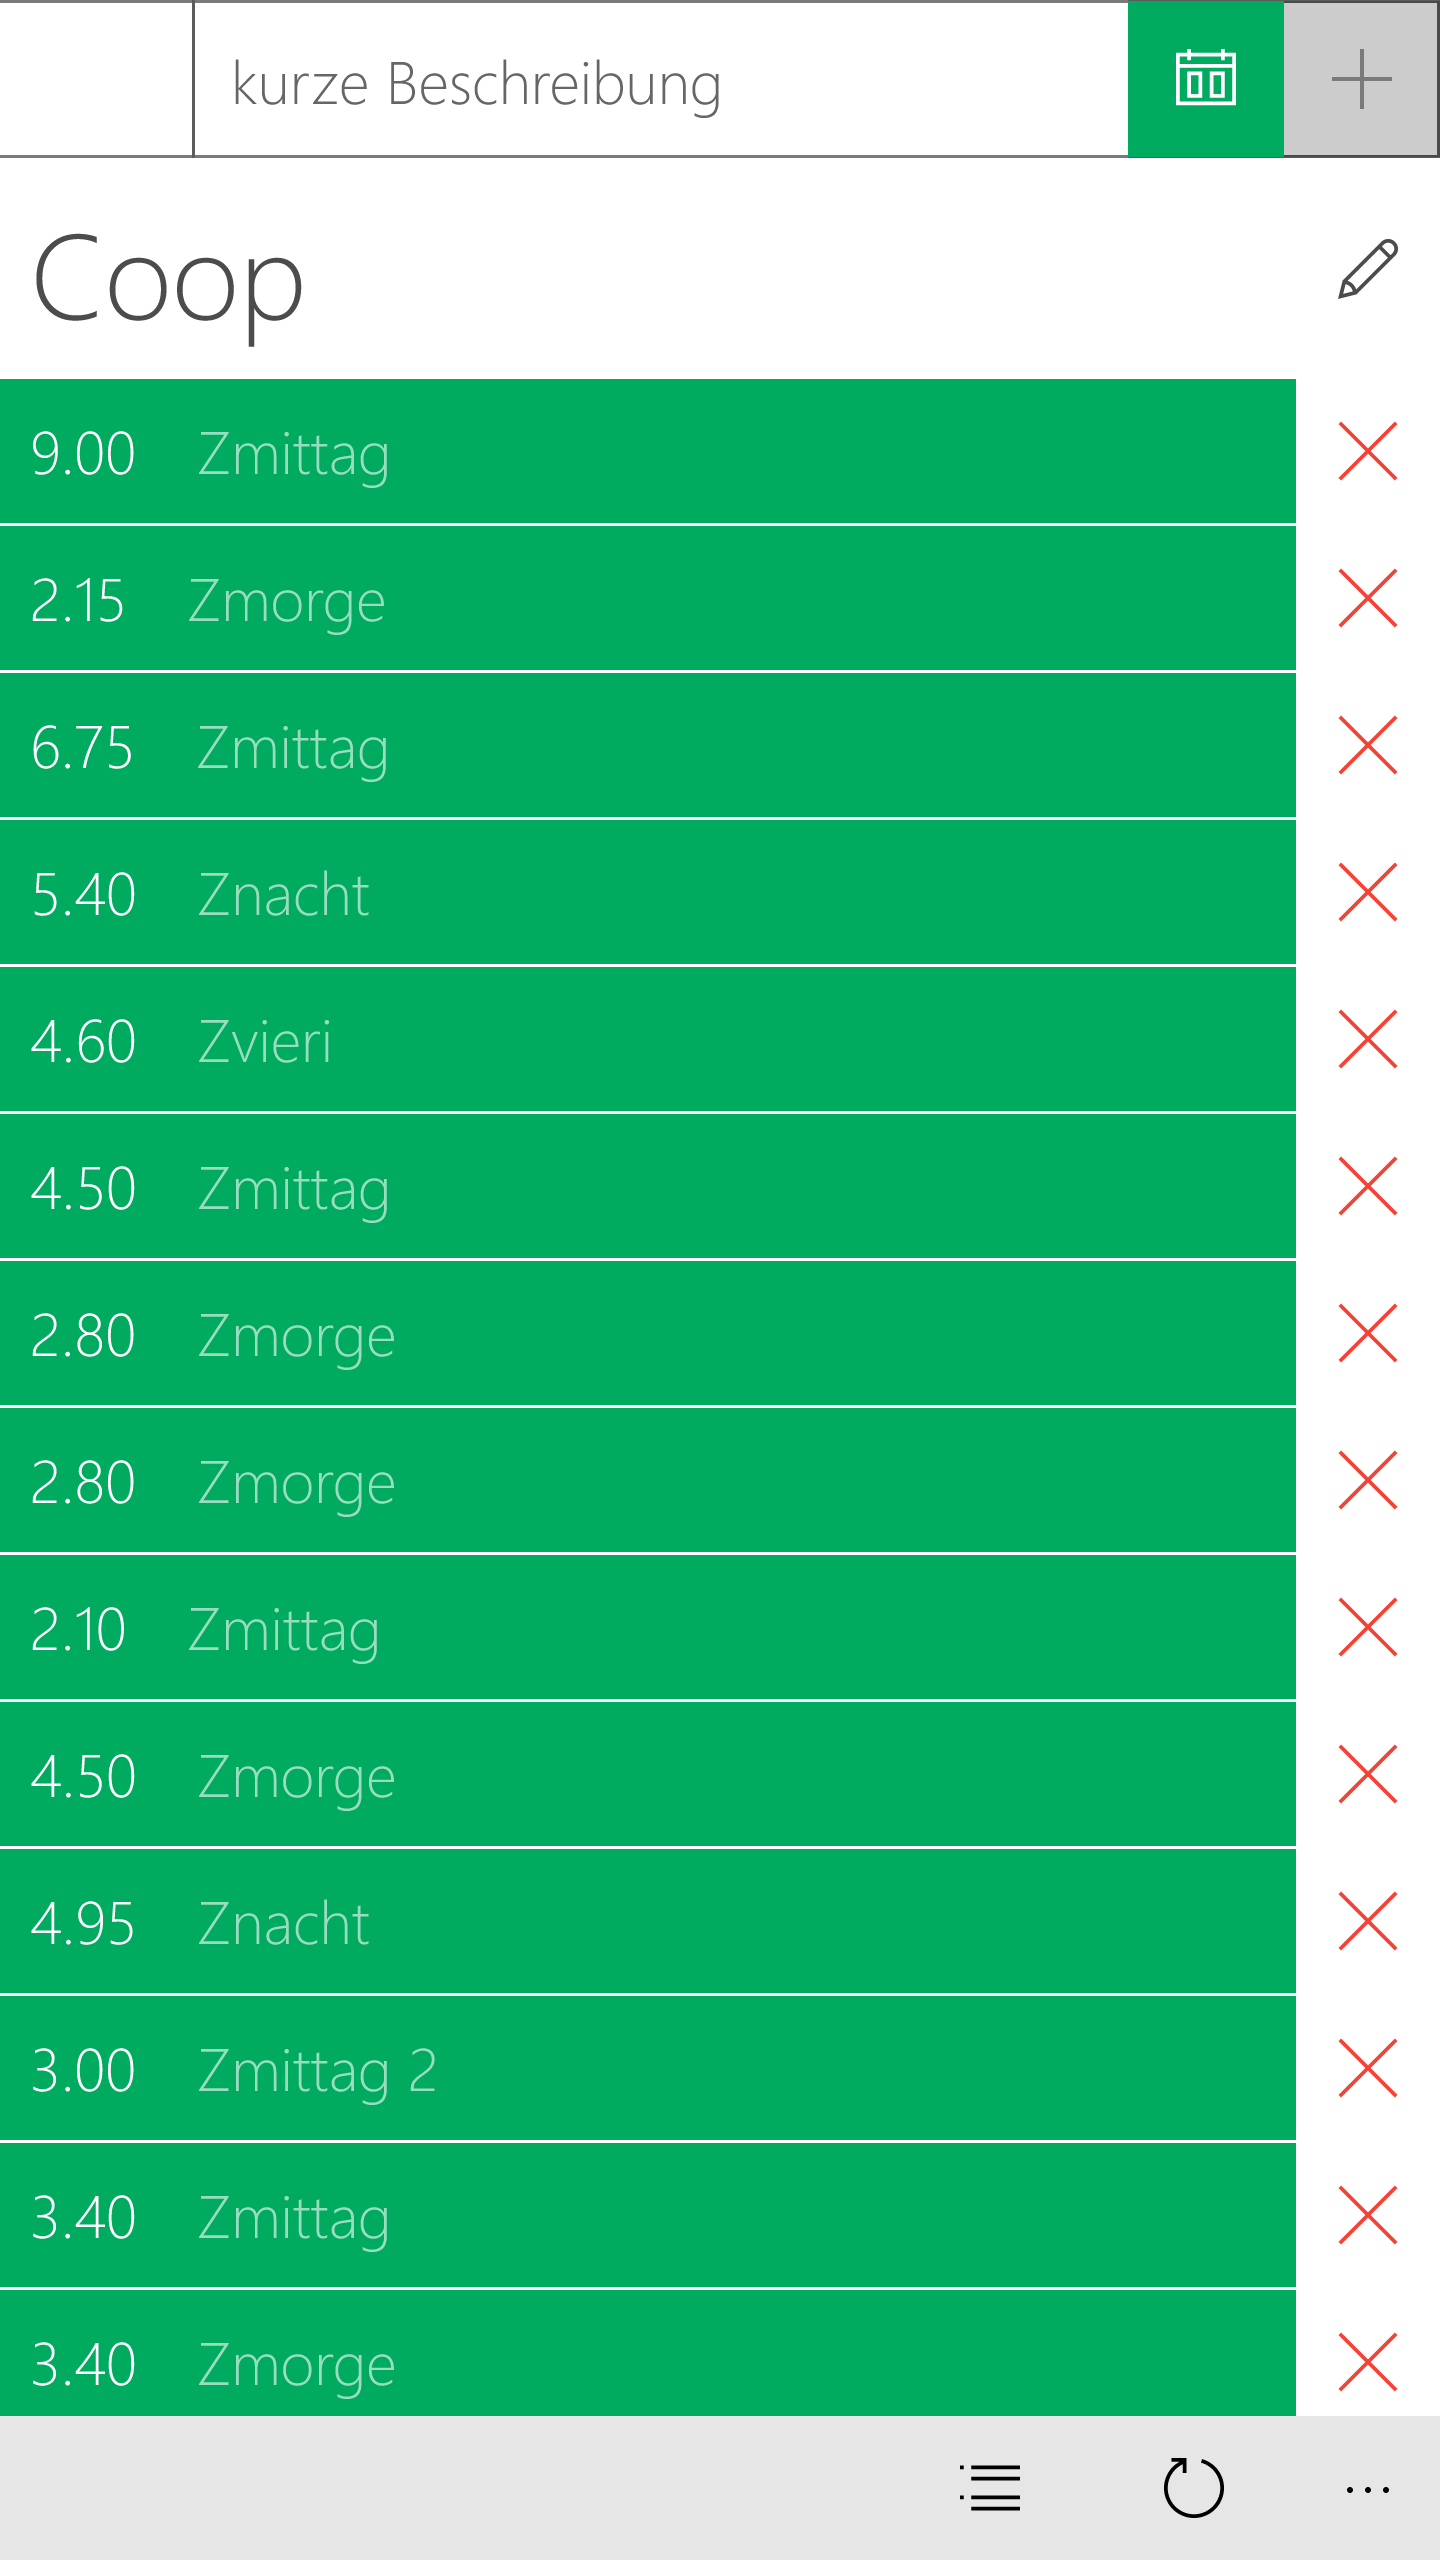 kurze Beschreibung
Coop
9.00 Zmittag
2.15 Zmorge
6.75 Zmittag
5.40 Znacht
4.60 Zvieri
4.50 Zmittag
2.80 Zmorge
2.80 Zmorge
2.10 Zmittag
4.50 Zmorge
4.95 Znacht
3.00 Zmittag 2
3.40 Zmittag
3.40 Zmorge